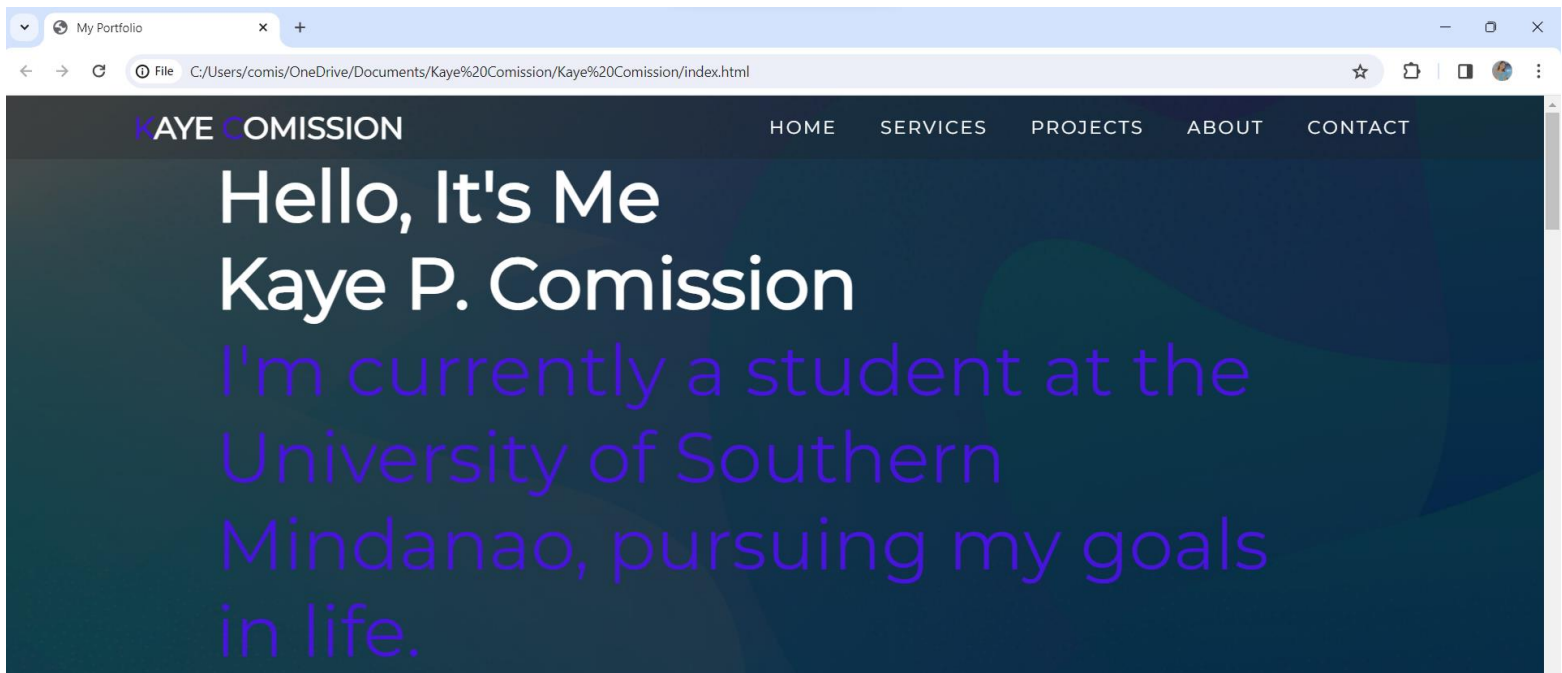 My Portfolio
File C:/Users/comis/OneDrive/Documents/Kaye%20Comission/Kaye%20Comission/index.html
KAYE COMISSION HOME SERVICES PROJECTS ABOUT CONTACT
Hello, It's Me
Kaye P. Comission
I'm currently a student at the
University of Southern
Mindanao, pursuing my goals
in life.